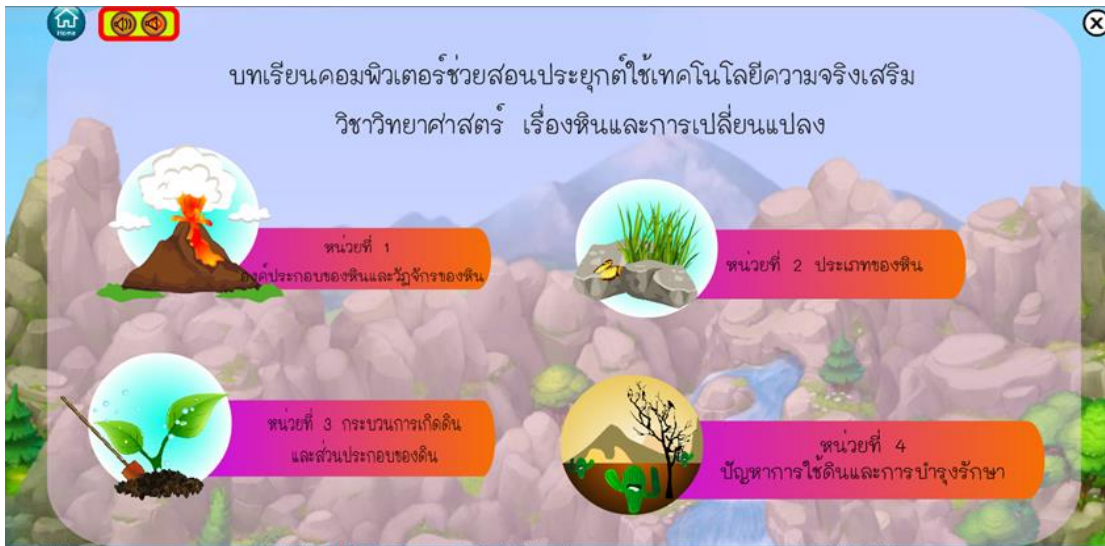 Home
บทเรียนคอมพิวเตอร์ช่วยสอนประยุกต์ใช้เทคโนโลยีความจริงเสริม
วิชาวิทยาศาสตร์ เรื่องหินและการเปลี่ยนแปลง
หน่วยที่ 1
องค์ประกอบของหินและวัฏจักรของหิน
หน่วยที่ 2 ประเภทของหิน
หน่วยที่ 3 กระบวนการเกิดดิน
และส่วนประกอบของดิน
หน่วยที่ 4
ปัญหาการใช้ดินและการบำรุงรักษา